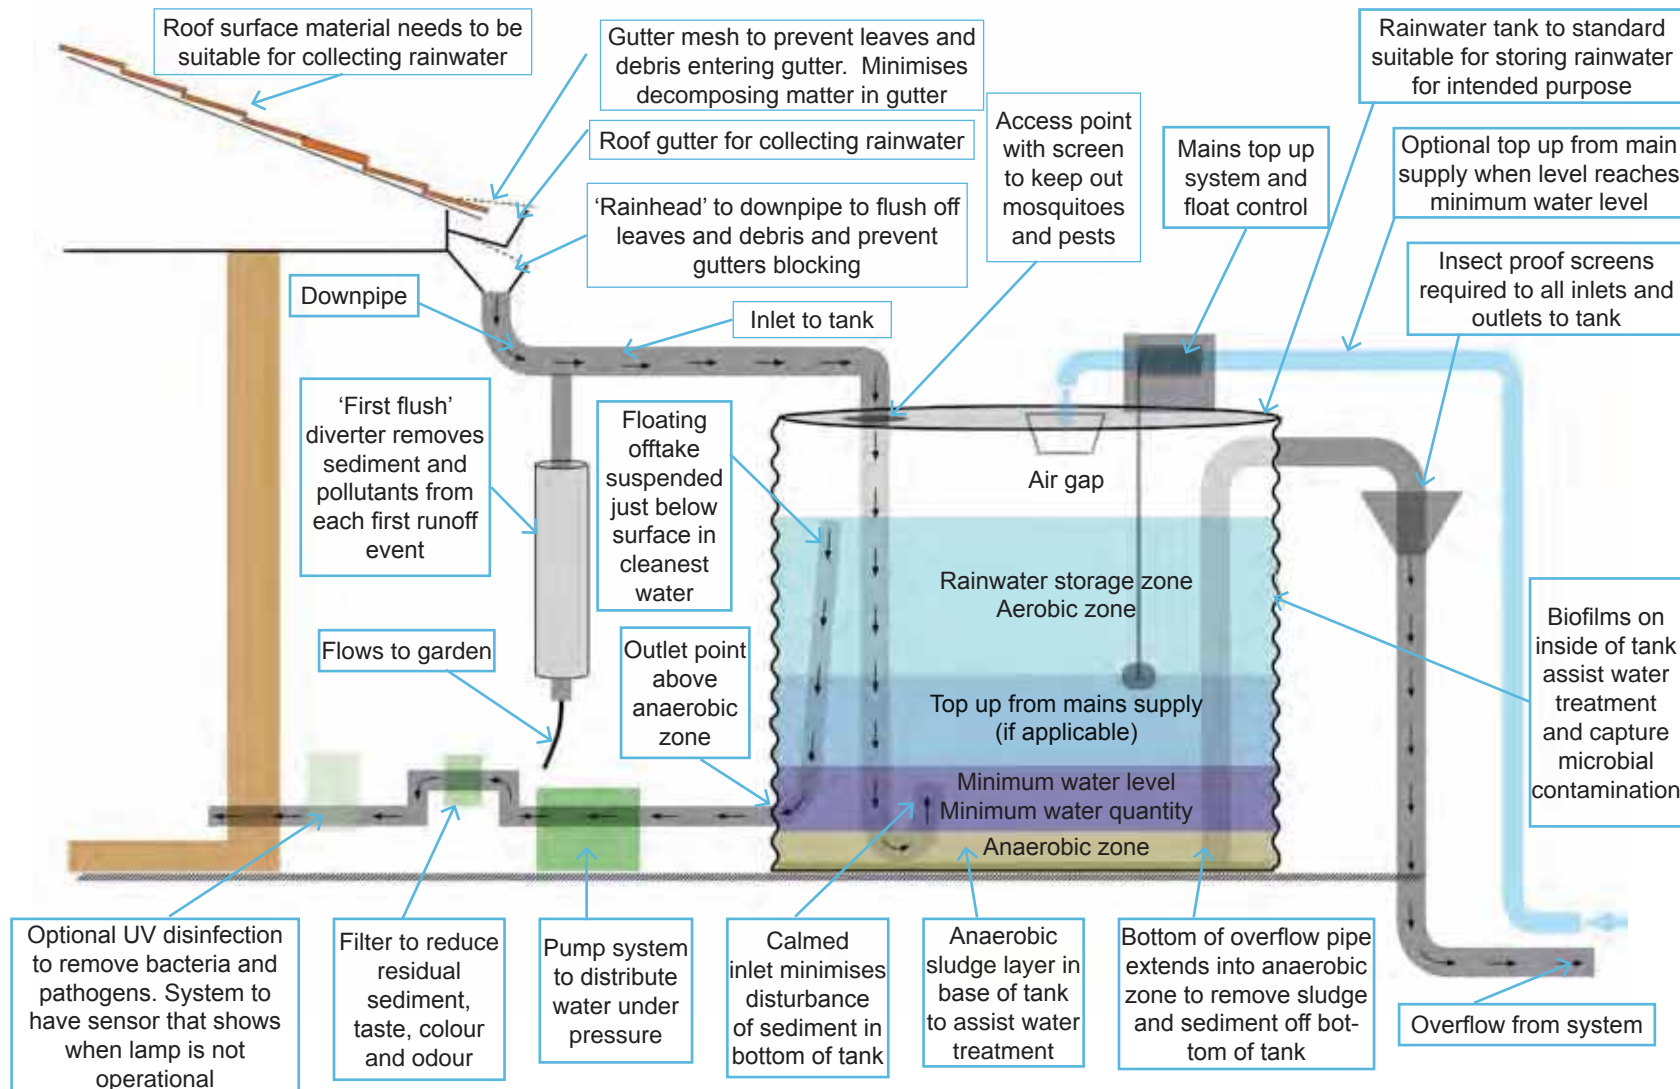 Roof surface material needs to be
suitable for collecting rainwater
Gutter mesh to prevent leaves and
debris entering gutter.  Minimises
decomposing matter in gutter
Roof gutter for collecting rainwater
‘Rainhead’ to downpipe to flush off
leaves and debris and prevent
gutters blocking
Access point
with screen
to keep out
mosquitoes
and pests
Mains top up
system and
float control
Rainwater tank to standard
suitable for storing rainwater
for intended purpose
Optional top up from main
supply when level reaches
minimum water level
Insect proof screens
required to all inlets and
outlets to tank
Downpipe
Inlet to tank
‘First flush’
diverter removes
sediment and
pollutants from
each first runoff
event
Floating
offtake
suspended
just below
surface in
cleanest
water
Air gap
Rainwater storage zone
Aerobic zone
Flows to garden
Outlet point
above
anaerobic
zone
Top up from mains supply
(if applicable)
Minimum water level
Minimum water quantity
Anaerobic zone
Biofilms on
inside of tank
assist water
treatment
and capture
microbial
contamination
Optional UV disinfection
to remove bacteria and
pathogens. System to
have sensor that shows
when lamp is not
operational
Filter to reduce
residual
sediment,
taste, colour
and odour
Pump system
to distribute
water under
pressure
Calmed
inlet minimises
disturbance
of sediment in
bottom of tank
Anaerobic
sludge layer in
base of tank
to assist water
treatment
Bottom of overflow pipe
extends into anaerobic
zone to remove sludge
and sediment off bot-
tom of tank
Overflow from system